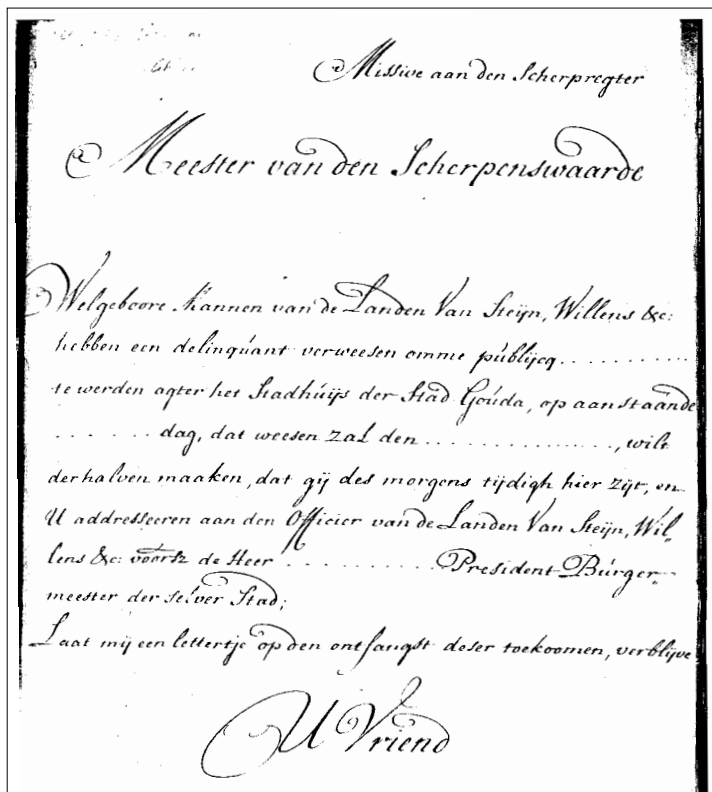 Missive aan den Scherpregter
Meester van den Scherpenswaarde
Welgeboore Mannen van de Landen Van Steijn, Willens &c:
hebben een delinquant verweesen omme publijcq . . . . . . . . . .
te werden agter het Stadhuijs der Stad Gouda, op aanstaande
. . . . . . dag, dat weesen zal den . . . . . . . . . . . . . . , wilt
derhalven maaken, dat gij des morgens tijdigh hier zijt, en
U addresseeren aan den Officier van de Landen Van Steijn, Wil„
lens &c: de Heer . . . . . . . . . . . President-Burger„
meester der selver Stad;
Laat mij een lettertje op den ontfangst deser toekoomen, verblijve
U Vriend